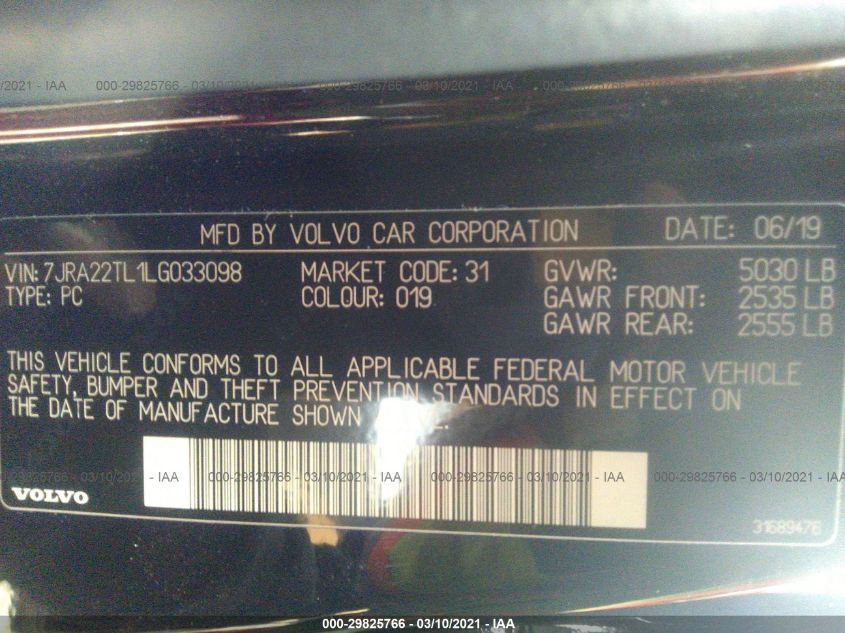 /2021 - IAA 000-29825766 - 03/10/2021 - IAA 000-29825766 - 03/10/2021 - IAA 000-29825766 - 03/10/2021
MFD BY VOLVO CAR CORPORATION DATE: 06/19
VIN: 7JRA22TL1LG033098 MARKET CODE: 31 GVWR: 5030 LB
TYPE: PC COLOUR: 019 GAWR FRONT: 2535 LB
GAWR REAR: 2555 LB
THIS VEHICLE CONFORMS TO ALL APPLICABLE FEDERAL MOTOR VEHICLE
SAFETY, BUMPER AND THEFT PREVENTION STANDARDS IN EFFECT ON
THE DATE OF MANUFACTURE SHOWN
000-29825766 - 03/10/2021 - IAA 000-29825766 - 03/10/2021 - IAA 000-29825766 - 03/10/2021 - IAA
VOLVO
31689476
000-29825766 - 03/10/2021 - IAA